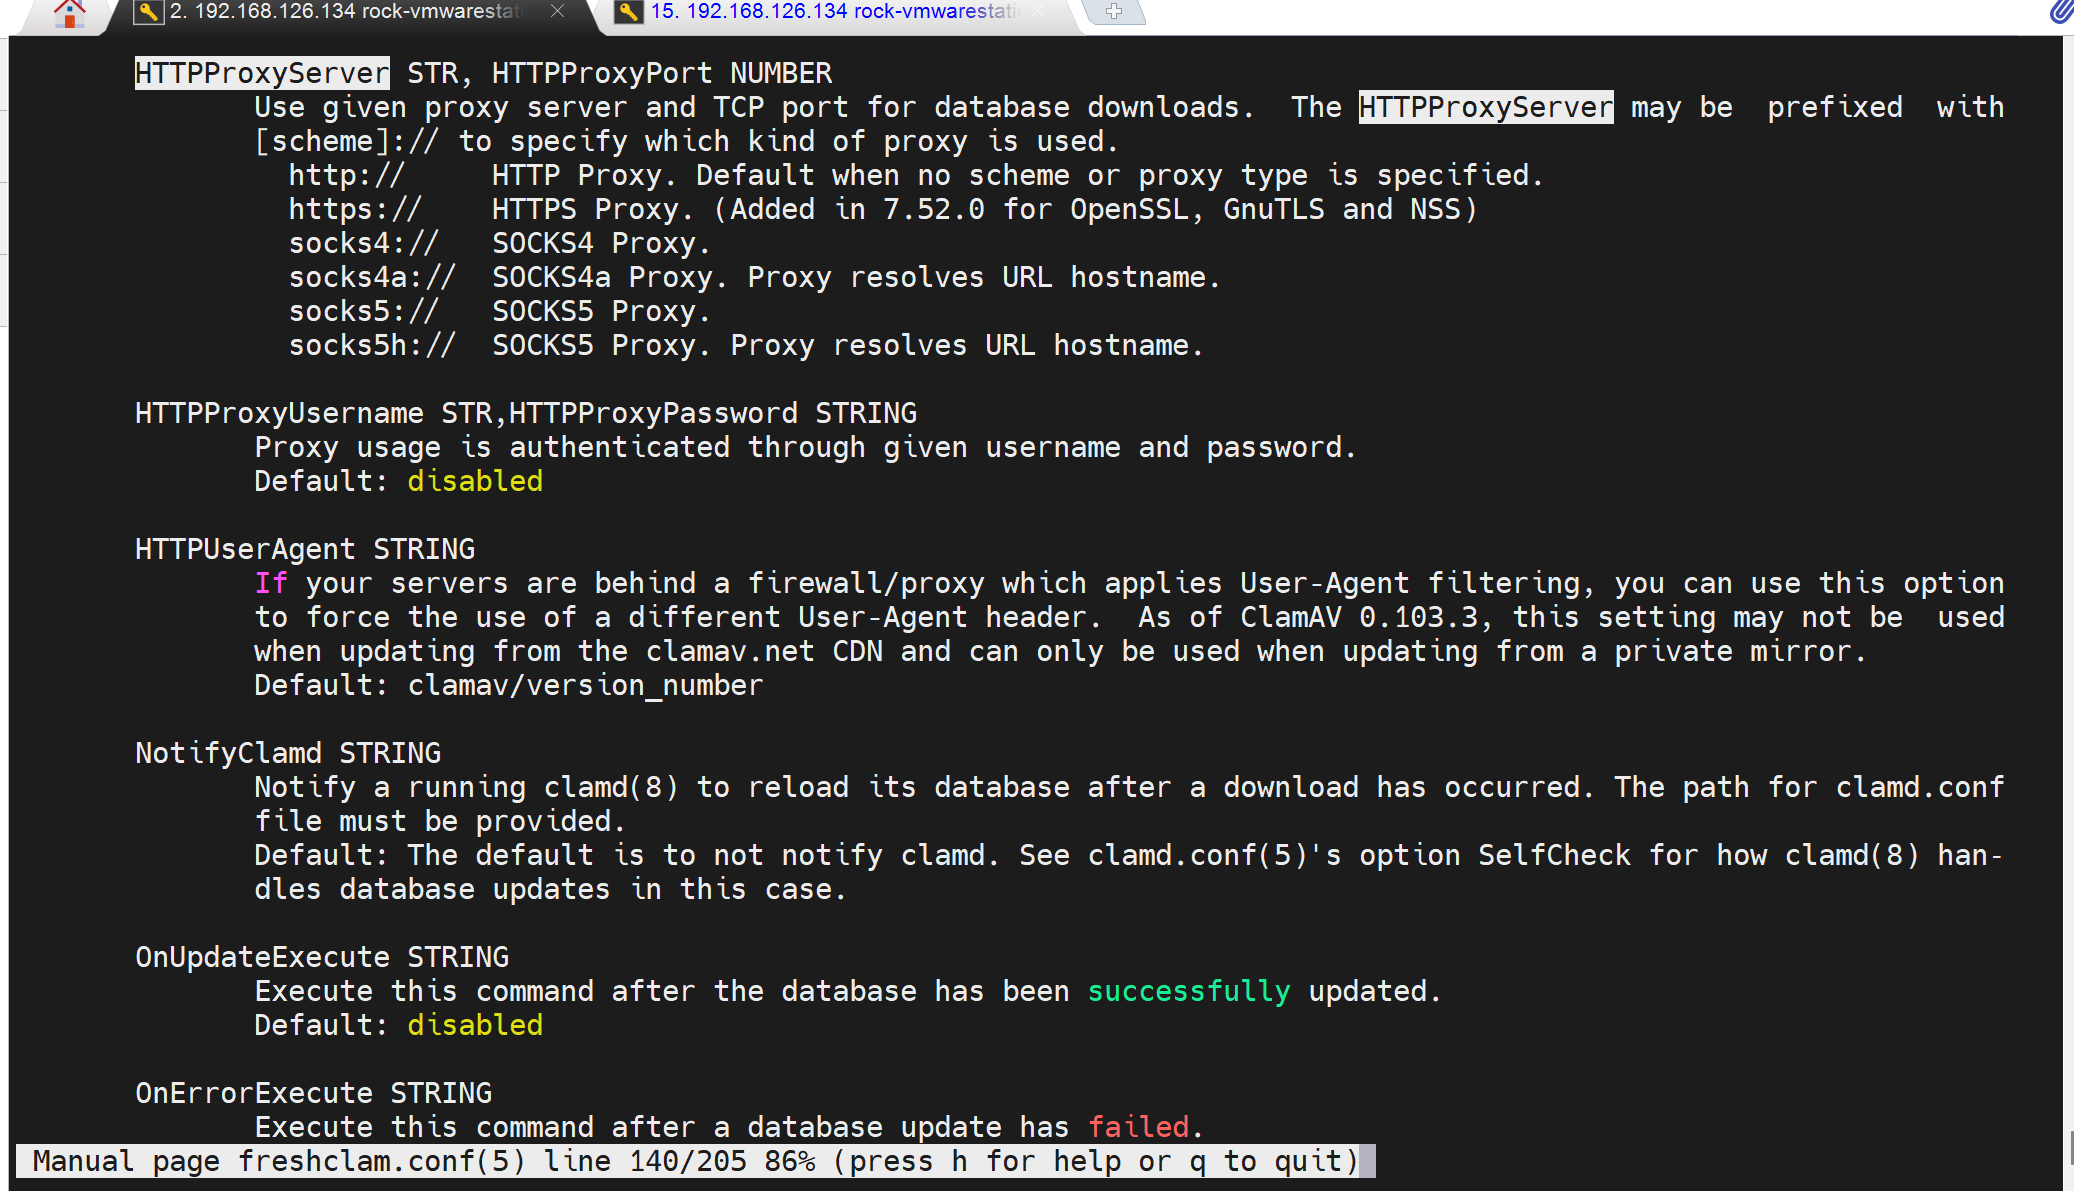 2. 192.168.126.134 rock-vmwarestati
15. 192.168.126.134 rock-vmwarestati
HTTPProxyServer STR, HTTPProxyPort NUMBER
Use given proxy server and TCP port for database downloads.  The HTTPProxyServer may be  prefixed  with
[scheme]:// to specify which kind of proxy is used.
http://     HTTP Proxy. Default when no scheme or proxy type is specified.
https://    HTTPS Proxy. (Added in 7.52.0 for OpenSSL, GnuTLS and NSS)
socks4://   SOCKS4 Proxy.
socks4a://  SOCKS4a Proxy. Proxy resolves URL hostname.
socks5://   SOCKS5 Proxy.
socks5h://  SOCKS5 Proxy. Proxy resolves URL hostname.
HTTPProxyUsername STR,HTTPProxyPassword STRING
Proxy usage is authenticated through given username and password.
Default: disabled
HTTPUserAgent STRING
If your servers are behind a firewall/proxy which applies User-Agent filtering, you can use this option
to force the use of a different User-Agent header.  As of ClamAV 0.103.3, this setting may not be  used
when updating from the clamav.net CDN and can only be used when updating from a private mirror.
Default: clamav/version_number
NotifyClamd STRING
Notify a running clamd(8) to reload its database after a download has occurred. The path for clamd.conf
file must be provided.
Default: The default is to not notify clamd. See clamd.conf(5)'s option SelfCheck for how clamd(8) han-
dles database updates in this case.
OnUpdateExecute STRING
Execute this command after the database has been successfully updated.
Default: disabled
OnErrorExecute STRING
Execute this command after a database update has failed.
Manual page freshclam.conf(5) line 140/205 86% (press h for help or q to quit)